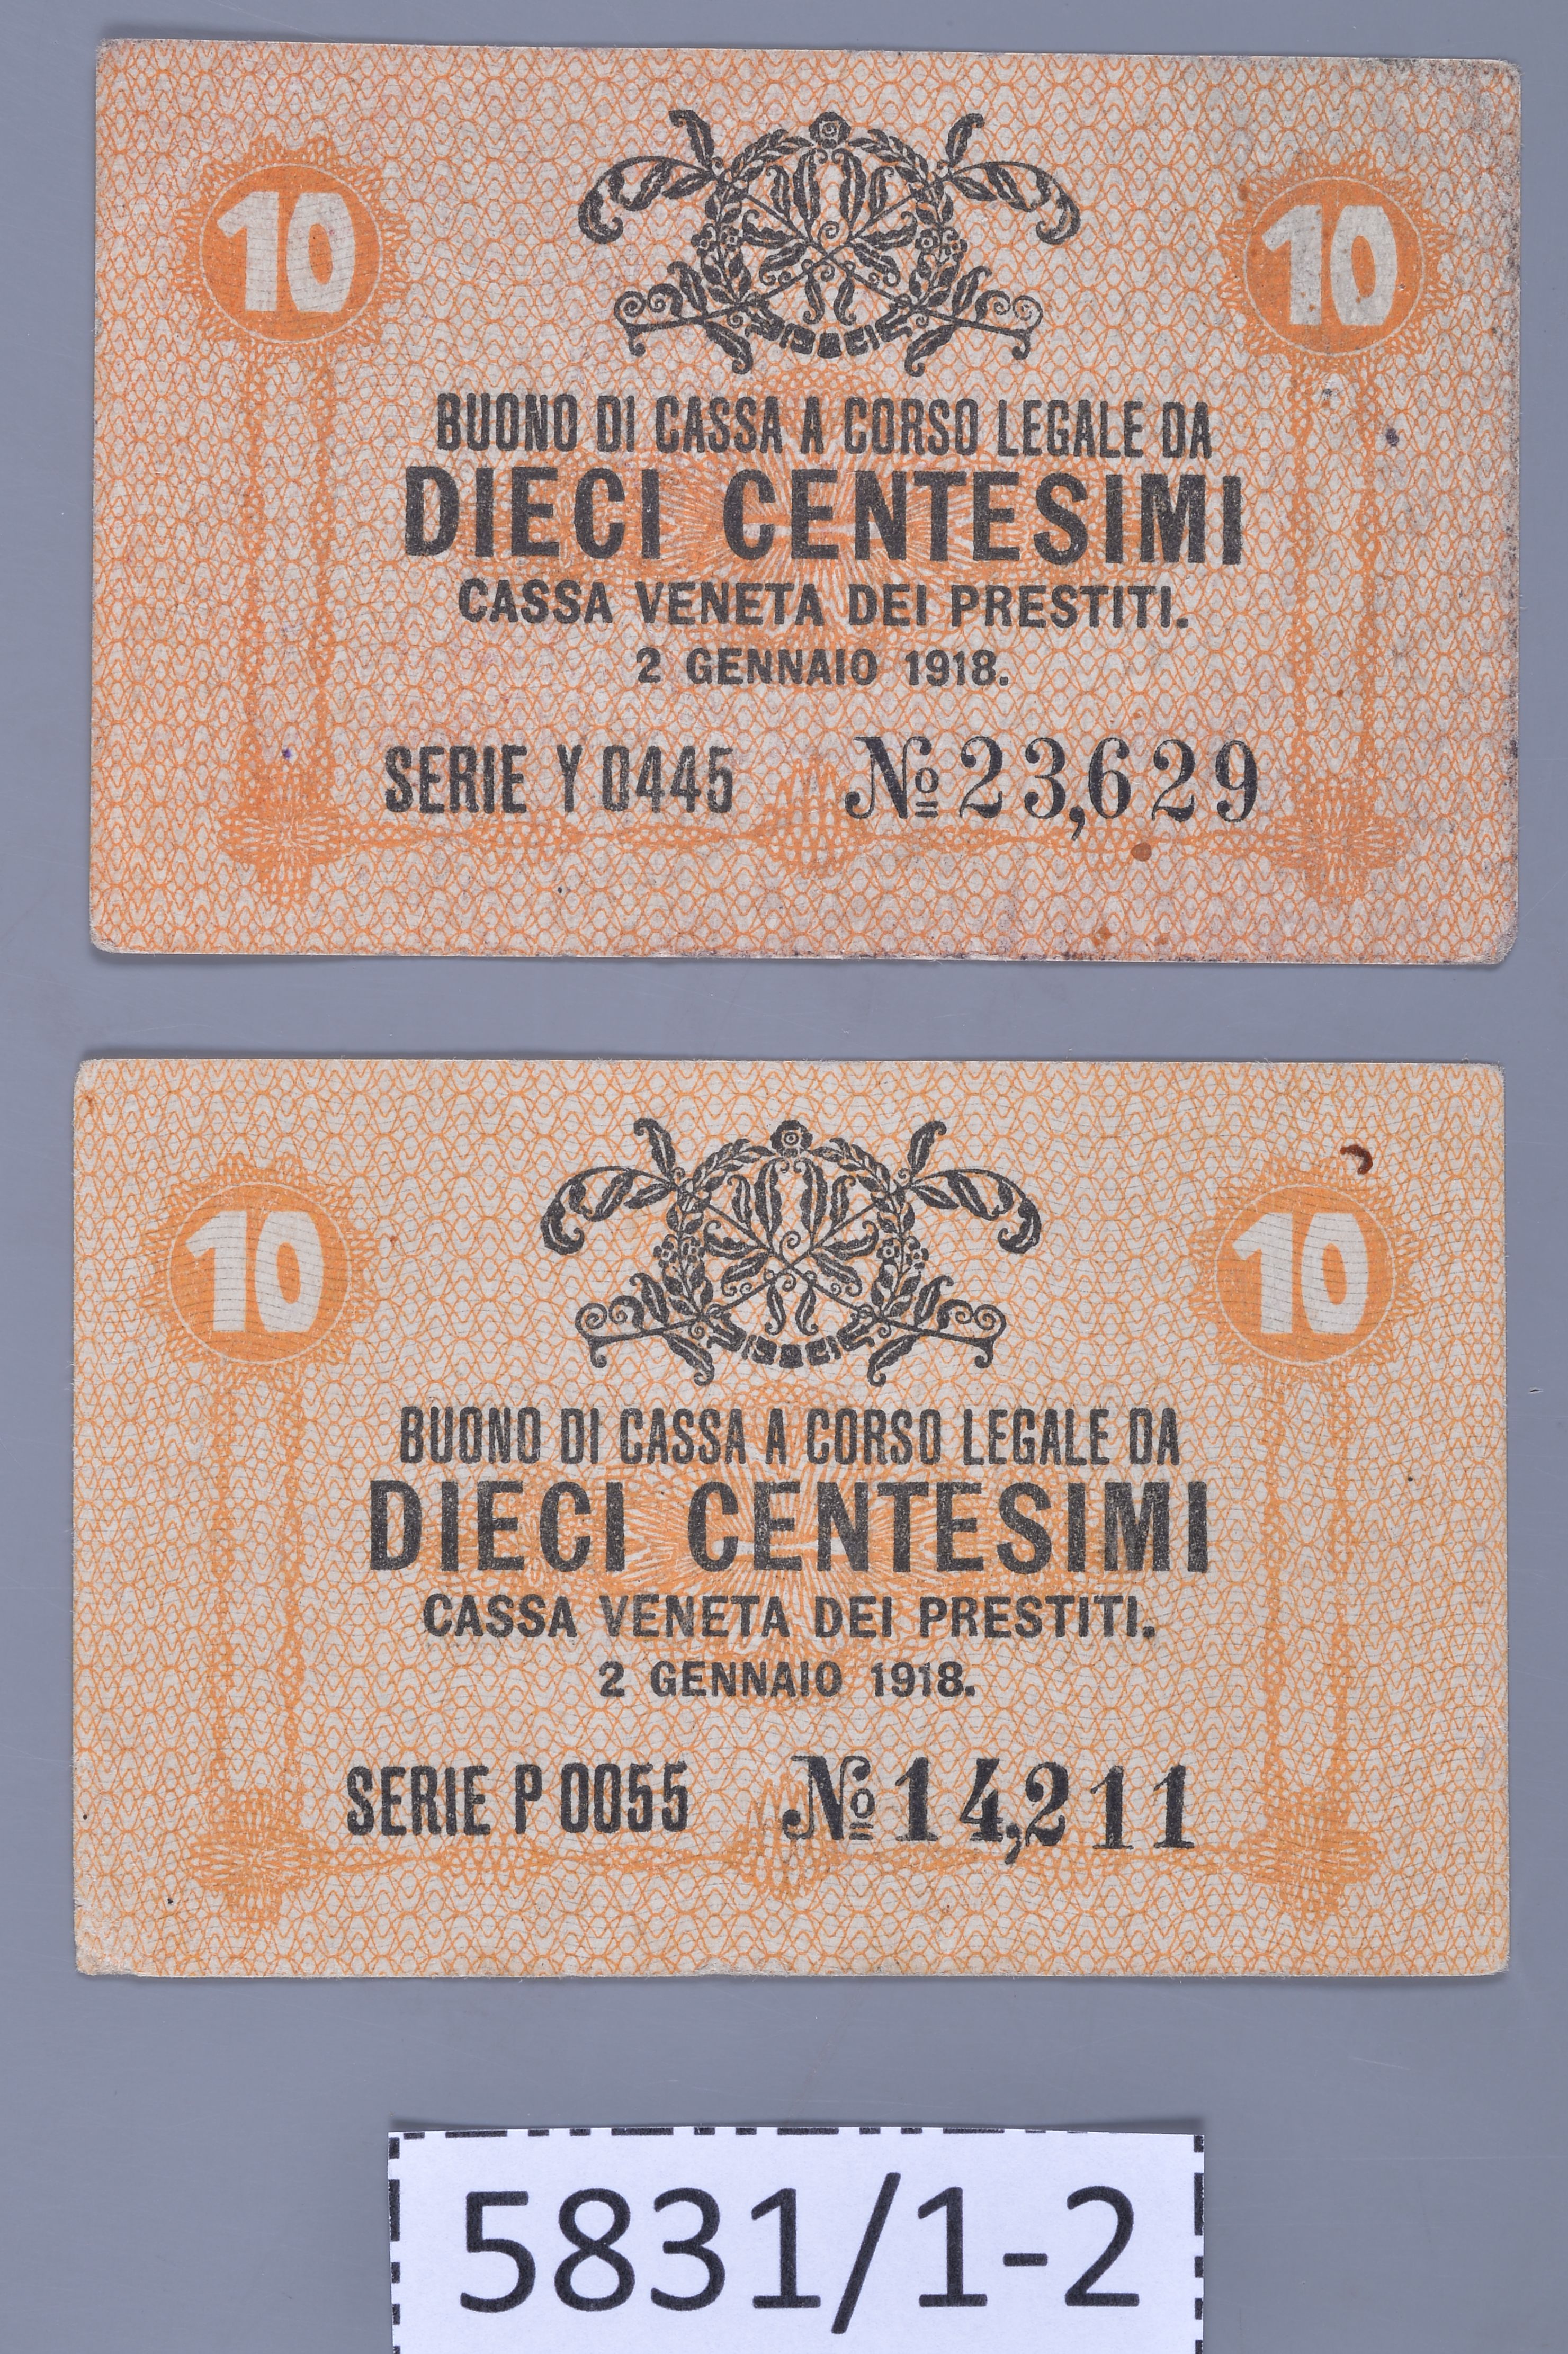 10
10
BUONO DI CASSA A CORSO LEGALE DA
DIECI CENTESIMI
CASSA VENETA DEI PRESTITI.
2 GENNAIO 1918.
SERIE Y 0445 No 23,629
10
10
BUONO DI CASSA A CORSO LEGALE DA
DIECI CENTESIMI
CASSA VENETA DEI PRESTITI.
2 GENNAIO 1918.
SERIE P 0055 No 14,211
5831/1-2